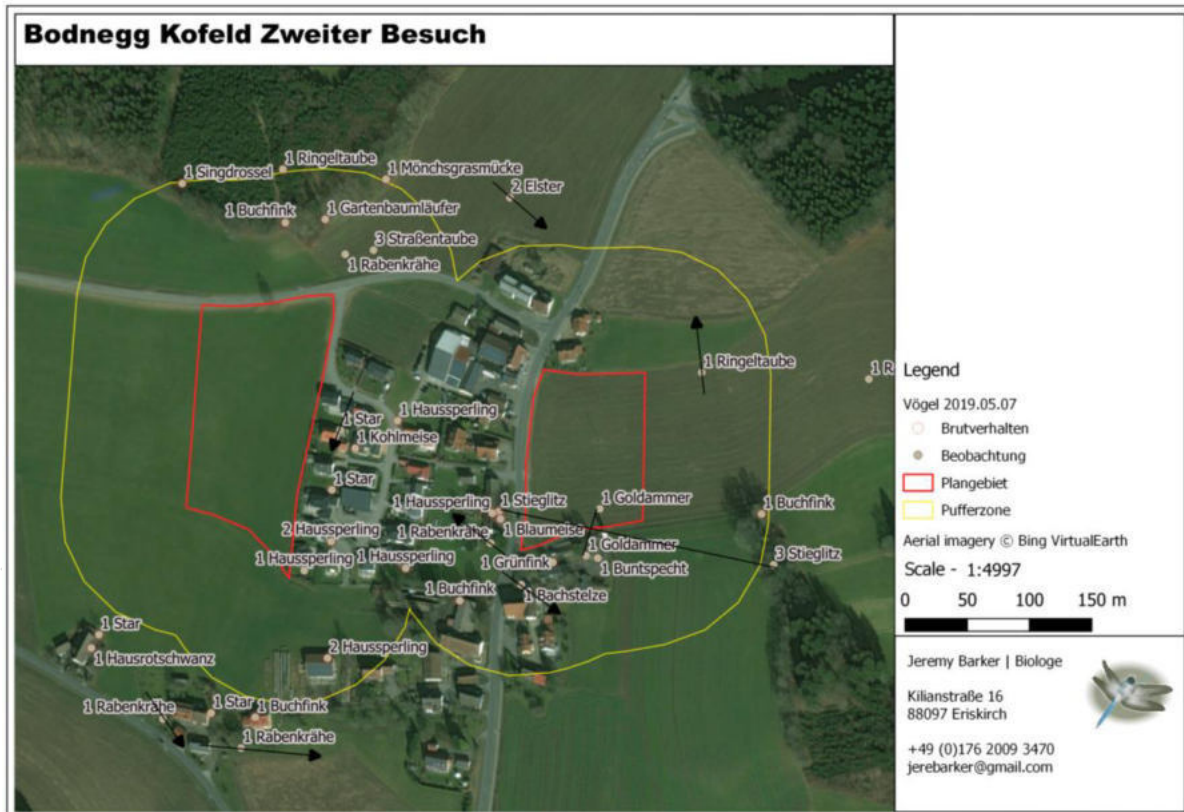 Bodnegg Kofeld Zweiter Besuch
1 Ringeltaube
1 Singdrossel
1 Mönchsgrasmücke
2 Elster
1 Buchfink
1 Gartenbaumläufer
3 Straßentaube
1 Rabenkrähe
1 Ringeltaube
1 Haussperling
1 Star
1 Kohlmeise
1 Star
1 Haussperling
1 Stieglitz
1 Goldammer
1 Buchfink
2 Haussperling
1 Rabenkrähe
1 Blaumeise
1 Goldammer
1 Haussperling
1 Haussperling
1 Grünfink
1 Buntspecht
3 Stieglitz
1 Buchfink
1 Bachstelze
1 Star
1 Hausrotschwanz
2 Haussperling
1 Rabenkrähe
1 Star
1 Buchfink
1 Rabenkrähe
Legend
Vögel 2019.05.07
Brutverhalten
Beobachtung
Plangebiet
Pufferzone
Aerial imagery © Bing VirtualEarth
Scale - 1:4997
0 50 100 150 m
Jeremy Barker | Biologe
Kilianstraße 16
88097 Eriskirch
+49 (0)176 2009 3470
jerebarker@gmail.com